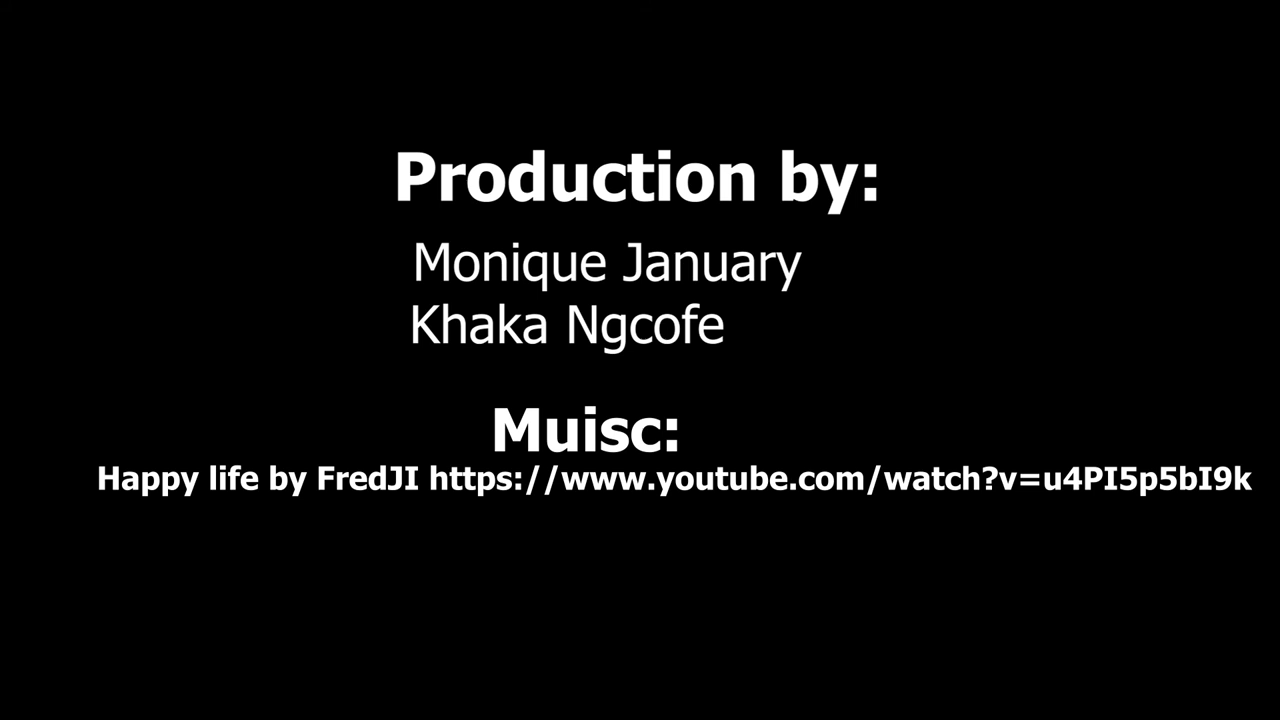 Production by:
Monique January
Khaka Ngcofe
Muisc:
Happy life by FredJI https://www.youtube.com/watch?v=u4PI5p5bI9k